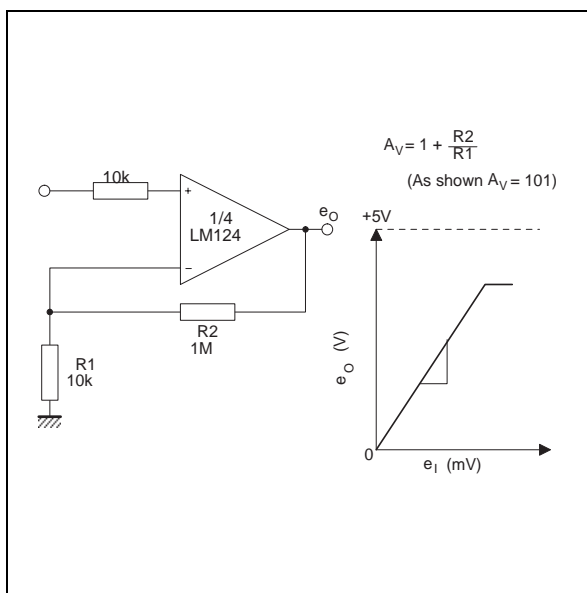 10k
+
1/4
LM124
−
e_O
R2
1M
R1
10k
A_V = 1 + R2/R1
(As shown A_V = 101)
+5V
e_O (V)
0
e_I (mV)